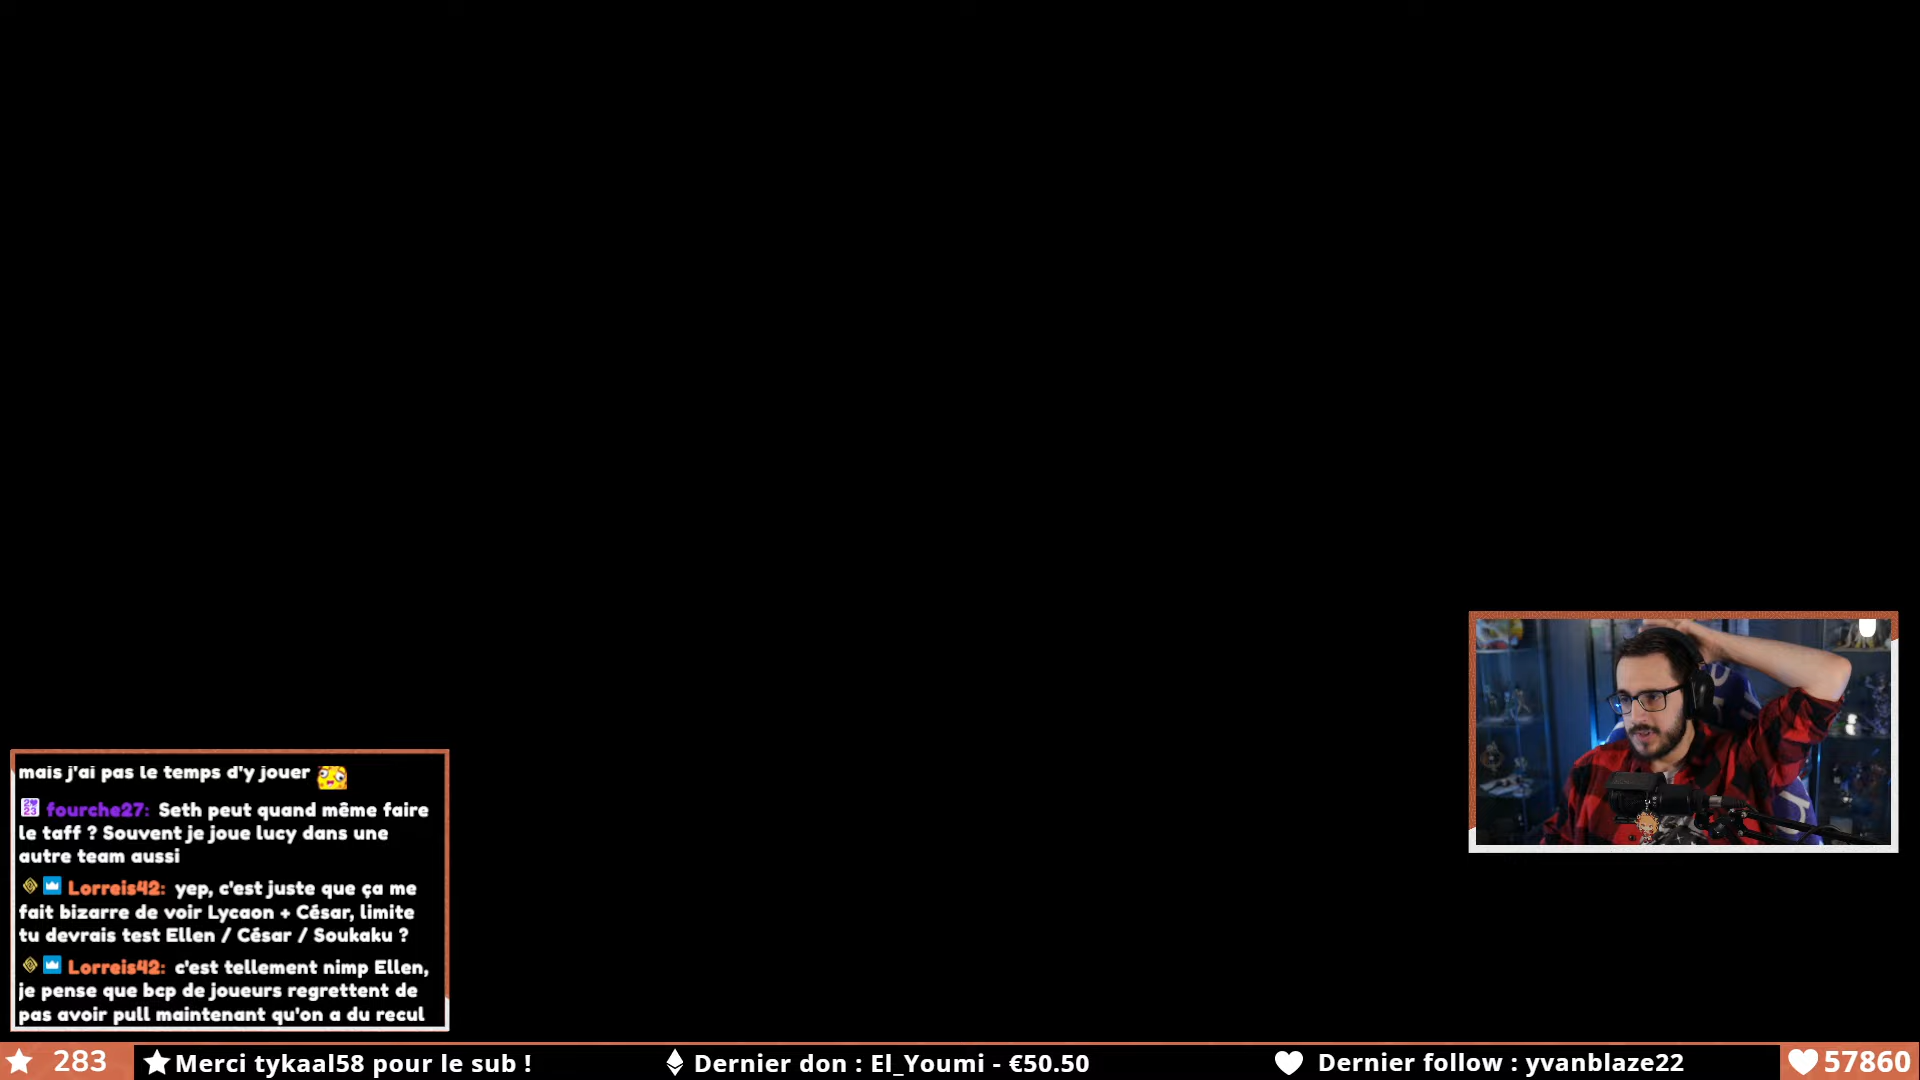 mais j'ai pas le temps d'y jouer
fourche27: Seth peut quand même faire
le taff ? Souvent je joue lucy dans une
autre team aussi
Lorreis42: yep, c'est juste que ça me
fait bizarre de voir Lycaon + César, limite
tu devrais test Ellen / César / Soukaku ?
Lorreis42: c'est tellement nimp Ellen,
je pense que bcp de joueurs regrettent de
pas avoir pull maintenant qu'on a du recul
283
Merci tykaal58 pour le sub !
Dernier don : El_Youmi - €50.50
Dernier follow : yvanblaze22
57860